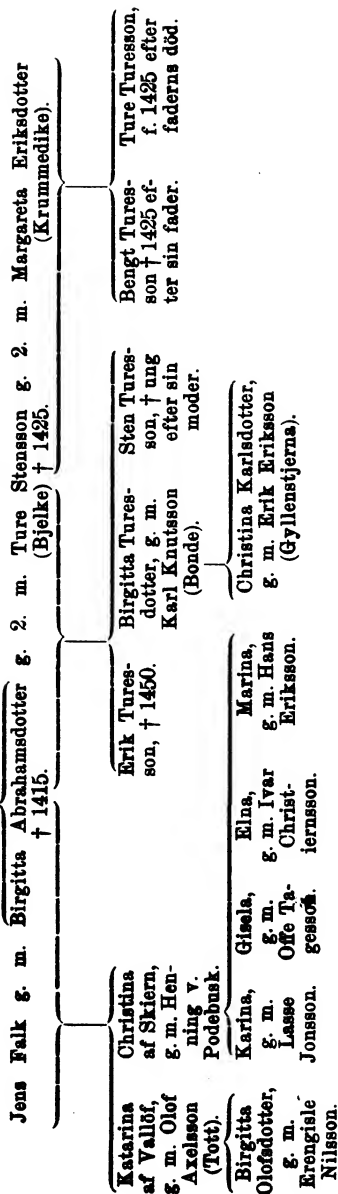 Jens Falk g. m. Birgitta Abrahamsdotter g. 2. m. Ture Stensson g. 2. m. Margareta Eriksdotter
† 1415. (Bjelke) † 1425. (Krummedike).
Katarina
af Vallöf,
g. m. Olof
Axelsson
(Tott).
Christina
af Skiern,
g. m. Hen-
ning v.
Podebusk.
Erik Tures-
son, † 1450.
Birgitta Tures-
dotter, g. m.
Karl Knutsson
(Bonde).
Sten Tures-
son, † ung
efter sin
moder.
Bengt Tures-
son † 1425 ef-
ter sin fader.
Ture Turesson,
f. 1425 efter
faderns död.
Birgitta
Olofsdotter,
g. m.
Erengisle
Nilsson.
Karina,
g. m.
Lasse
Jonsson.
Gisela,
g. m.
Offe Ta-
gesson.
Elna,
g. m. Ivar
Christ-
iernsson.
Marina,
g. m. Hans
Eriksson.
Christina Karlsdotter,
g. m. Erik Eriksson
(Gyllenstjerna).